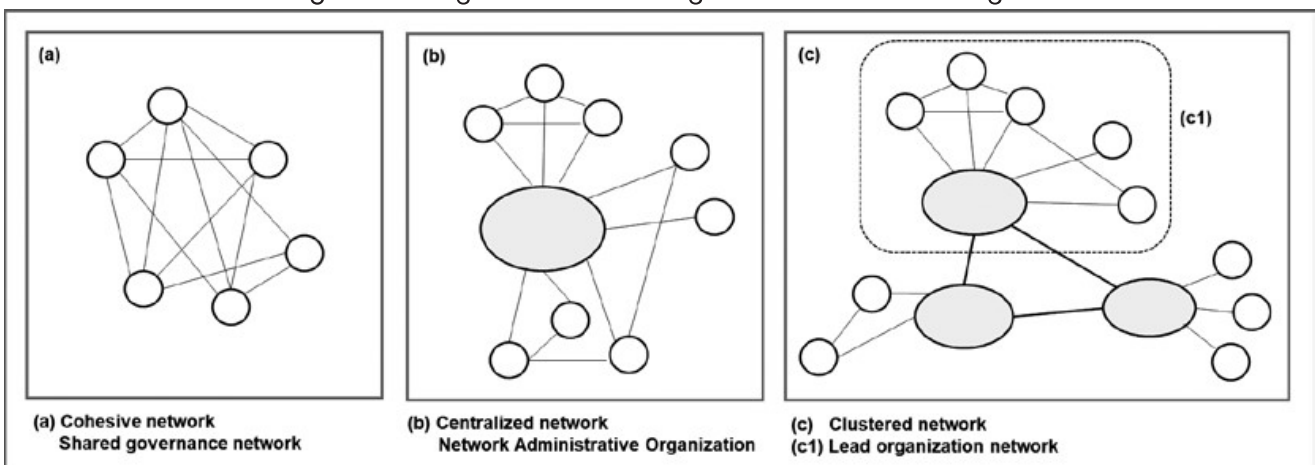 (a)
(b)
(c)
(c1)
(a) Cohesive network
Shared governance network
(b) Centralized network
Network Administrative Organization
(c) Clustered network
(c1) Lead organization network